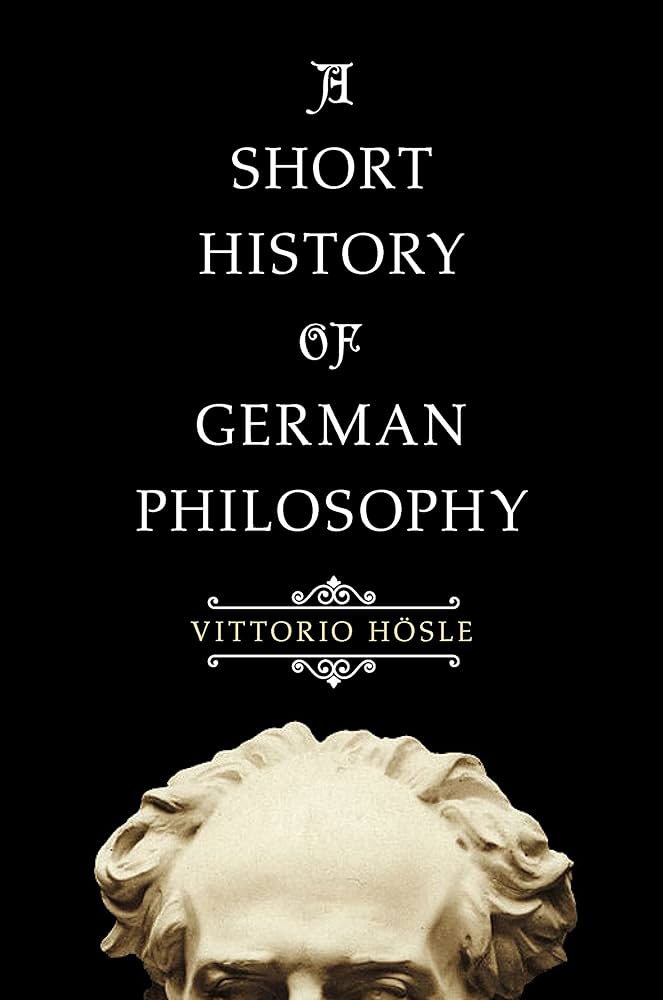 A
SHORT
HISTORY
OF
GERMAN
PHILOSOPHY
VITTORIO HÖSLE